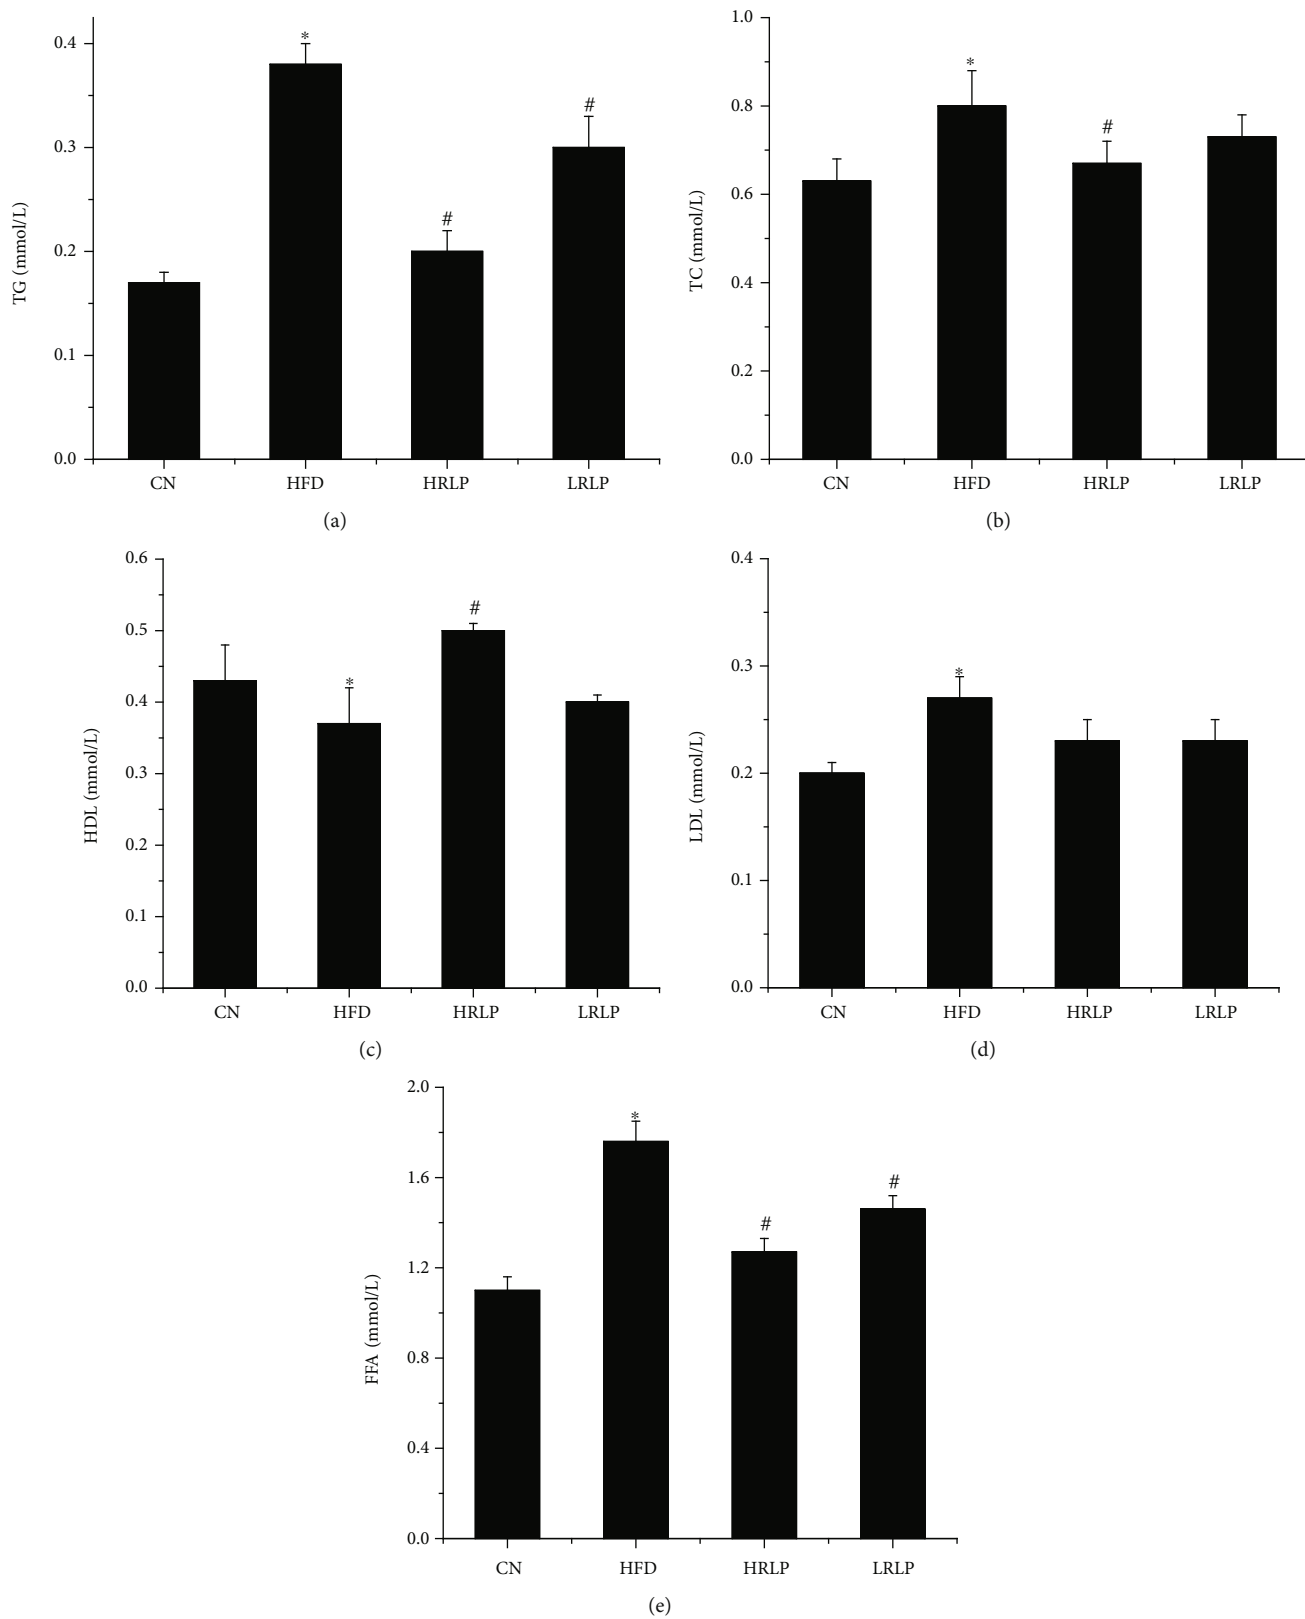 TG (mmol/L)
0.4
0.3
0.2
0.1
0.0
*
#
#
CN HFD HRLP LRLP
(a)
TC (mmol/L)
1.0
0.8
0.6
0.4
0.2
0.0
*
#
CN HFD HRLP LRLP
(b)
HDL (mmol/L)
0.6
0.5
0.4
0.3
0.2
0.1
0.0
*
#
CN HFD HRLP LRLP
(c)
LDL (mmol/L)
0.4
0.3
0.2
0.1
0.0
*
CN HFD HRLP LRLP
(d)
FFA (mmol/L)
2.0
1.6
1.2
0.8
0.4
0.0
*
#
#
CN HFD HRLP LRLP
(e)